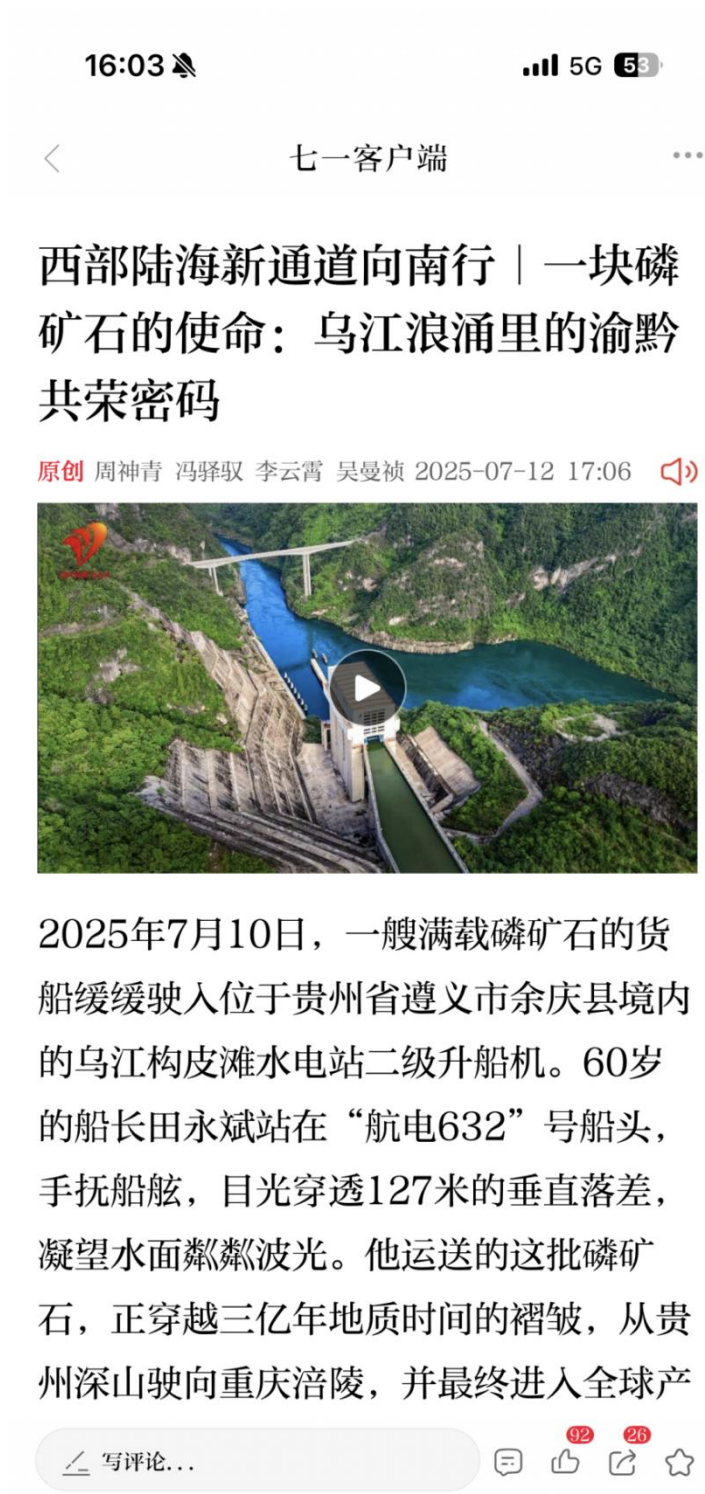 16:03
5G
53
七一客户端
西部陆海新通道向南行｜一块磷
矿石的使命：乌江浪涌里的渝黔
共荣密码
原创 周神青 冯驿驭 李云霄 吴曼祯 2025-07-12 17:06
2025年7月10日，一艘满载磷矿石的货
船缓缓驶入位于贵州省遵义市余庆县境内
的乌江构皮滩水电站二级升船机。60岁
的船长田永斌站在“航电632”号船头，
手抚船舷，目光穿透127米的垂直落差，
凝望水面粼粼波光。他运送的这批磷矿
石，正穿越三亿年地质时间的褶皱，从贵
州深山驶向重庆涪陵，并最终进入全球产
写评论...
92
26